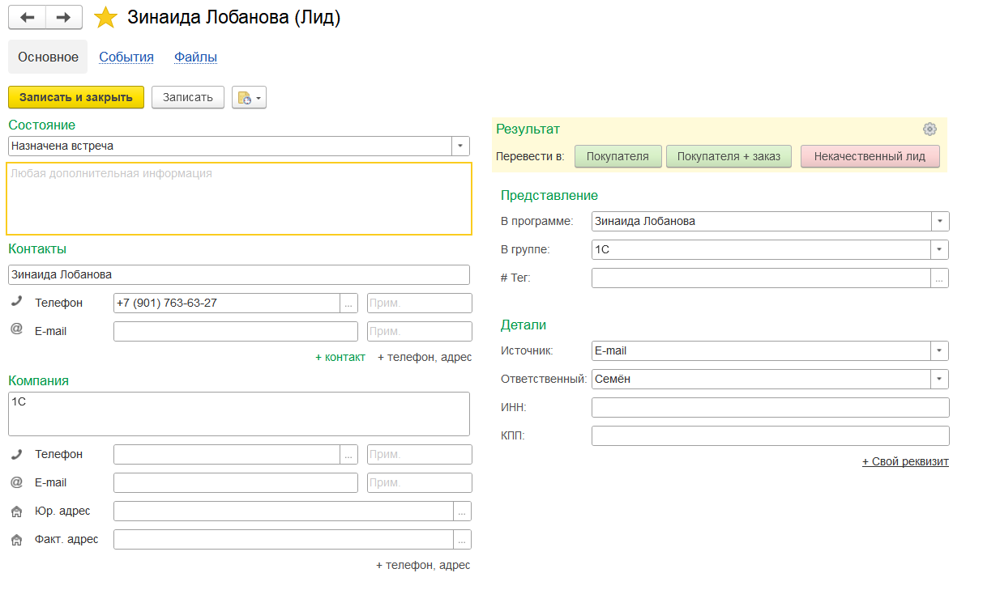 Зинаида Лобанова (Лид)
Основное События Файлы
Записать и закрыть Записать
Состояние
Назначена встреча
Любая дополнительная информация
Контакты
Зинаида Лобанова
Телефон +7 (901) 763-63-27 ... Прим.
@ E-mail Прим.
+ контакт + телефон, адрес
Компания
1С
Телефон ... Прим.
@ E-mail Прим.
Юр. адрес ...
Факт. адрес ...
+ телефон, адрес
Результат
Перевести в: Покупателя Покупателя + заказ Некачественный лид
Представление
В программе: Зинаида Лобанова
В группе: 1С
# Тег: ...
Детали
Источник: E-mail
Ответственный: Семён
ИНН:
КПП:
+ Свой реквизит